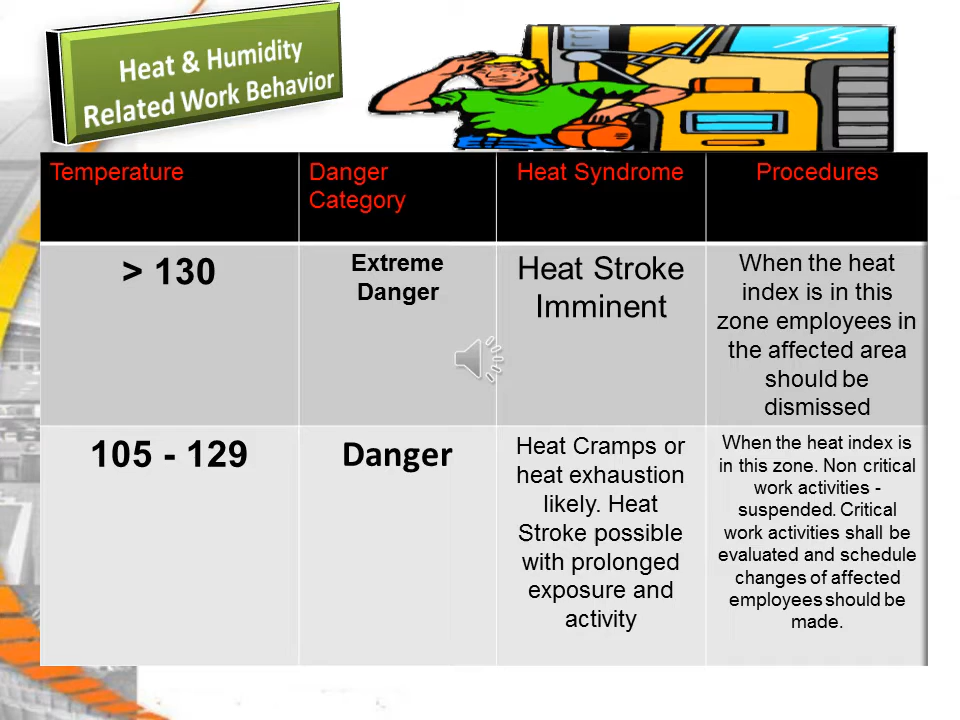 Heat & Humidity
Related Work Behavior
Temperature
Danger
Category
Heat Syndrome
Procedures
> 130
Extreme
Danger
Heat Stroke
Imminent
When the heat
index is in this
zone employees in
the affected area
should be
dismissed
105 - 129
Danger
Heat Cramps or
heat exhaustion
likely. Heat
Stroke possible
with prolonged
exposure and
activity
When the heat index is
in this zone. Non critical
work activities -
suspended. Critical
work activities shall be
evaluated and schedule
changes of affected
employees should be
made.